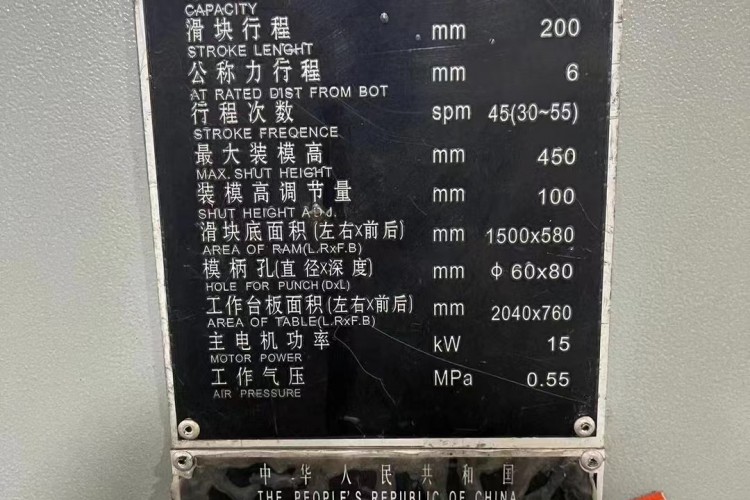 CAPACITY
滑块行程 mm 200
STROKE LENGHT
公称力行程 mm 6
AT RATED DIST FROM BOT
行程次数 spm 45(30~55)
STROKE FREQENCE
最大装模高 mm 450
MAX. SHUT HEIGHT
装模高调节量 mm 100
SHUT HEIGHT ADJ.
滑块底面积(左右x前后) mm 1500x580
AREA OF RAM(L.RxF.B)
模柄孔(直径x深度) mm Φ60x80
HOLE FOR PUNCH(DxL)
工作台板面积(左右x前后) mm 2040x760
AREA OF TABLE(L.RxF.B)
主电机功率 kW 15
MOTOR POWER
工作气压 MPa 0.55
AIR PRESSURE
中华人民共和国
THE PEOPLE'S REPUBLIC OF CHINA